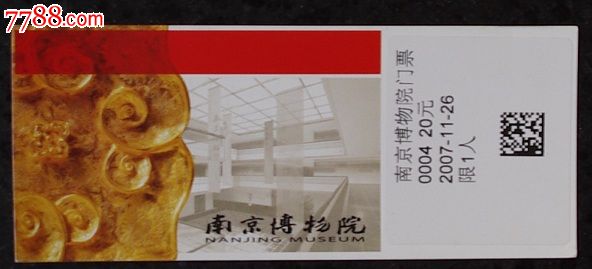 7788.com
南京博物院
NANJING MUSEUM
南京博物院门票
0004 20元
2007-11-26
限1人